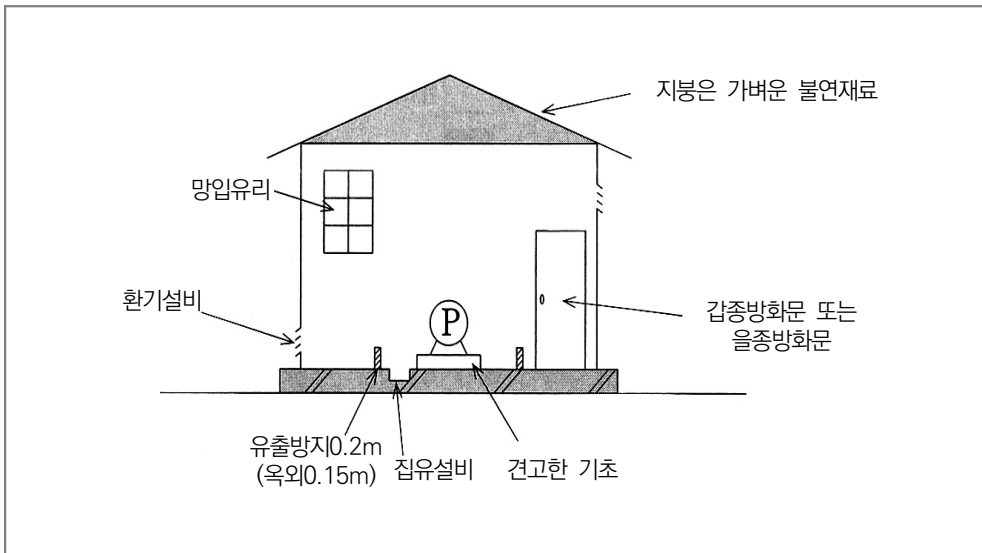 지붕은 가벼운 불연재료
망입유리
환기설비
P
갑종방화문 또는
을종방화문
유출방지0.2m
(옥외0.15m)
집유설비
견고한 기초